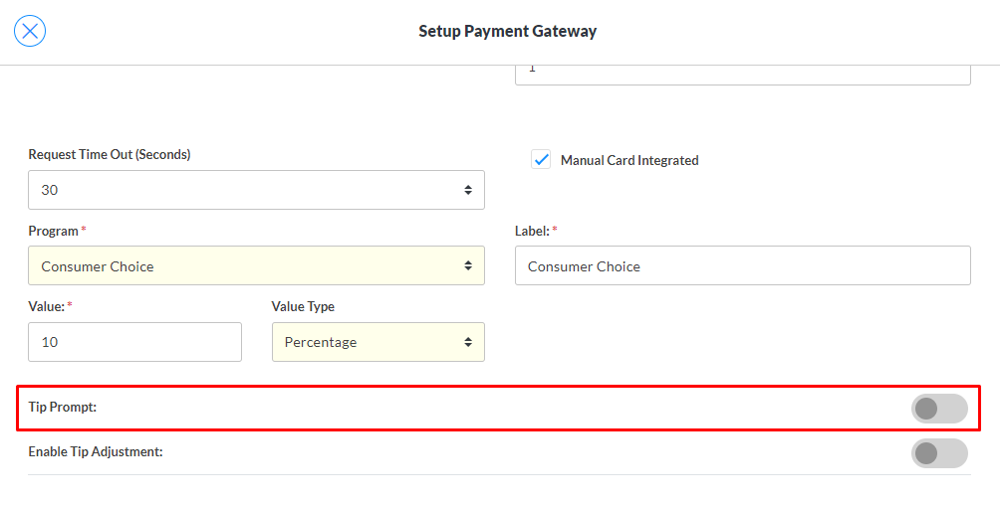 Setup Payment Gateway
1
Request Time Out (Seconds)
Manual Card Integrated
30
Program *
Label: *
Consumer Choice
Consumer Choice
Value: *
Value Type
10
Percentage
Tip Prompt:
Enable Tip Adjustment: